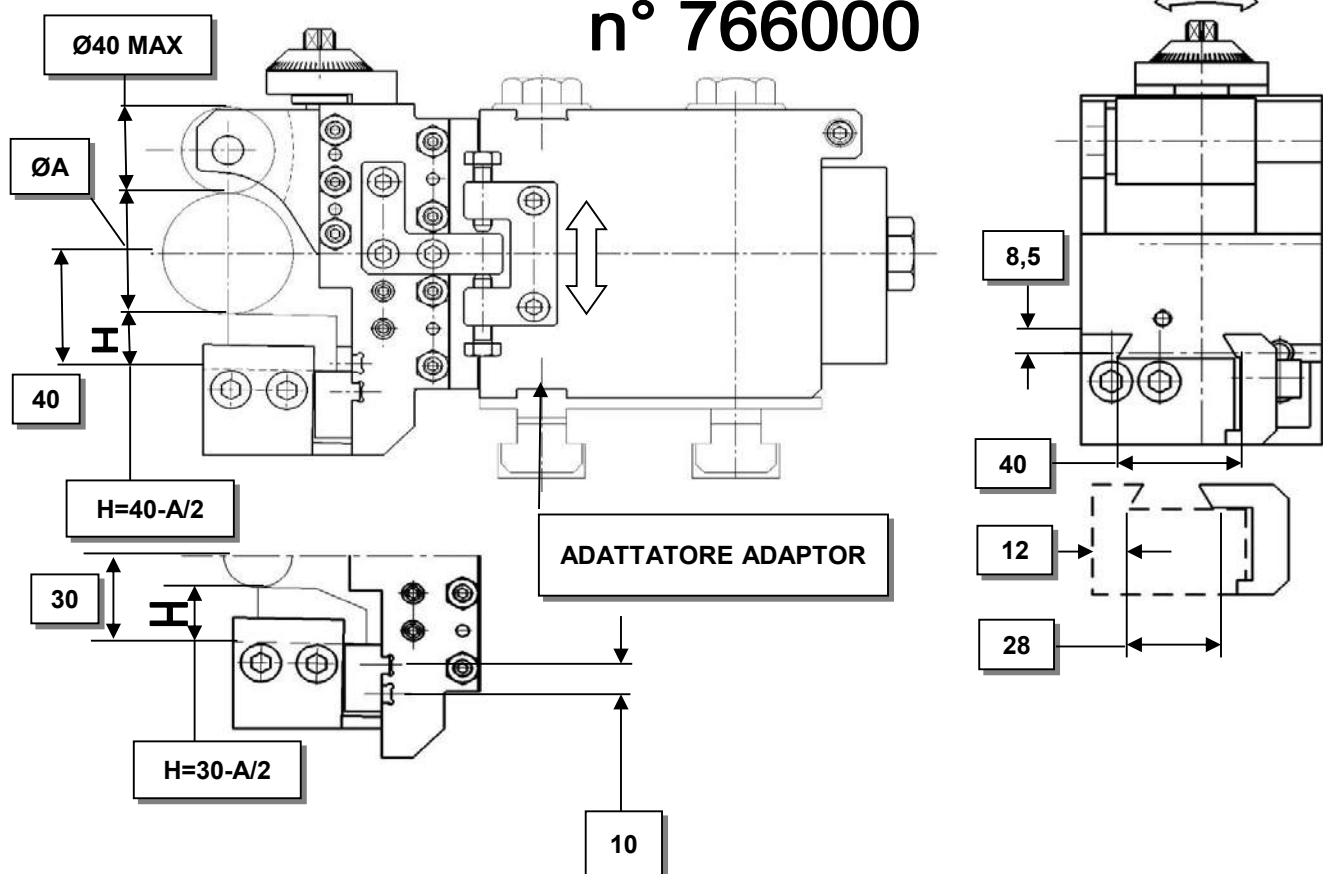 n° 766000
Ø40 MAX
ØA
H
40
H=40-A/2
ADATTATORE ADAPTOR
30
H
H=30-A/2
10
8,5
40
12
28